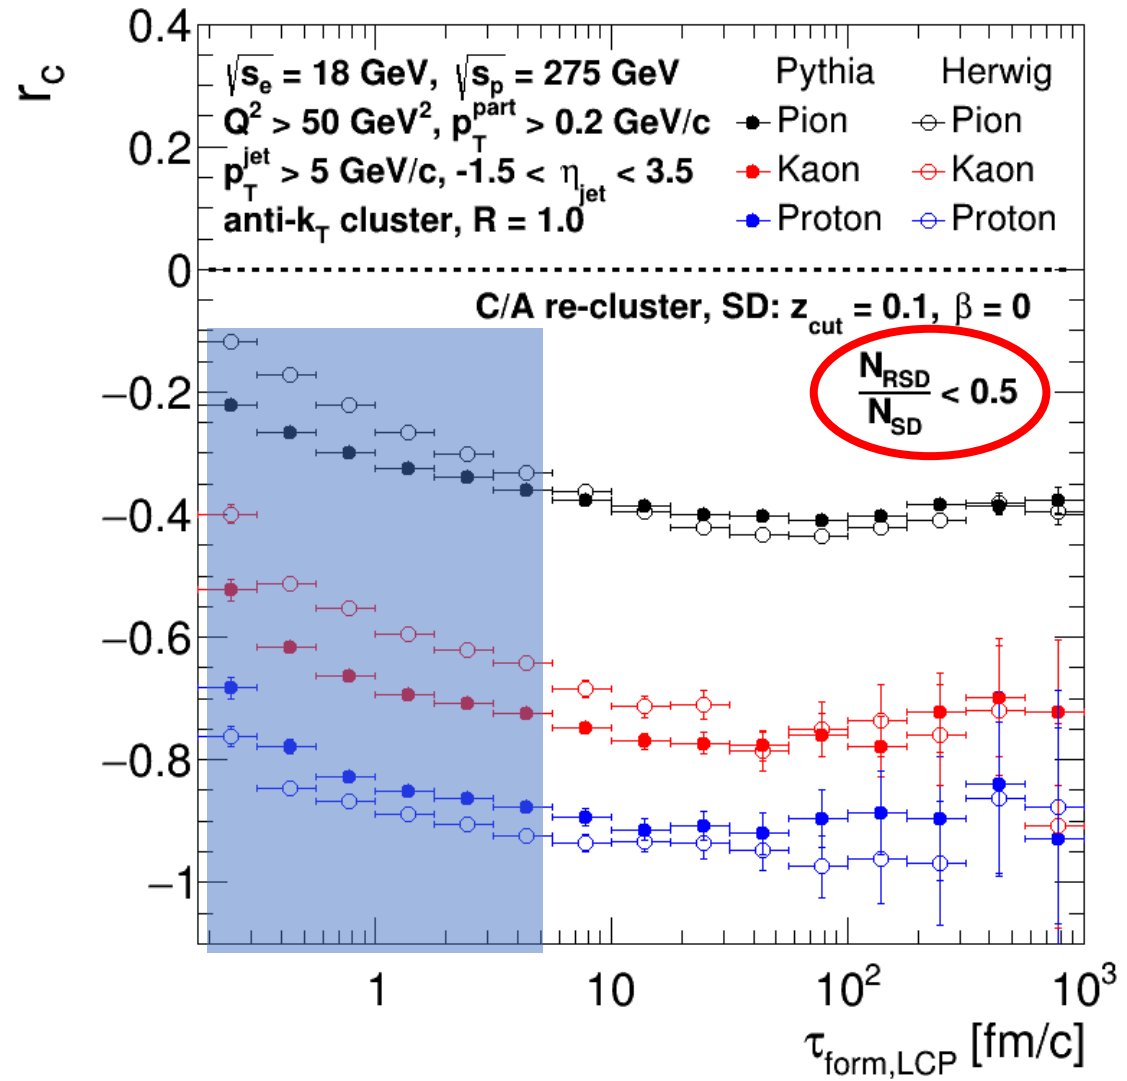 r_c
0.4
0.2
0
−0.2
−0.4
−0.6
−0.8
−1
√s_e = 18 GeV, √s_p = 275 GeV
Q² > 50 GeV², p_T^part > 0.2 GeV/c
p_T^jet > 5 GeV/c, -1.5 < η_jet < 3.5
anti-k_T cluster, R = 1.0
Pythia Herwig
Pion Pion
Kaon Kaon
Proton Proton
C/A re-cluster, SD: z_cut = 0.1, β = 0
N_RSD
N_SD < 0.5
1 10 10² 10³
τ_form,LCP [fm/c]